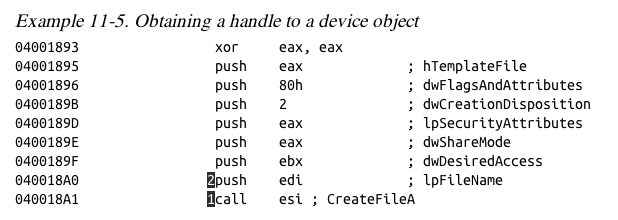 Example 11-5. Obtaining a handle to a device object
04001893 xor eax, eax
04001895 push eax ; hTemplateFile
04001896 push 80h ; dwFlagsAndAttributes
0400189B push 2 ; dwCreationDisposition
0400189D push eax ; lpSecurityAttributes
0400189E push eax ; dwShareMode
0400189F push ebx ; dwDesiredAccess
040018A0 2push edi ; lpFileName
040018A1 1call esi ; CreateFileA